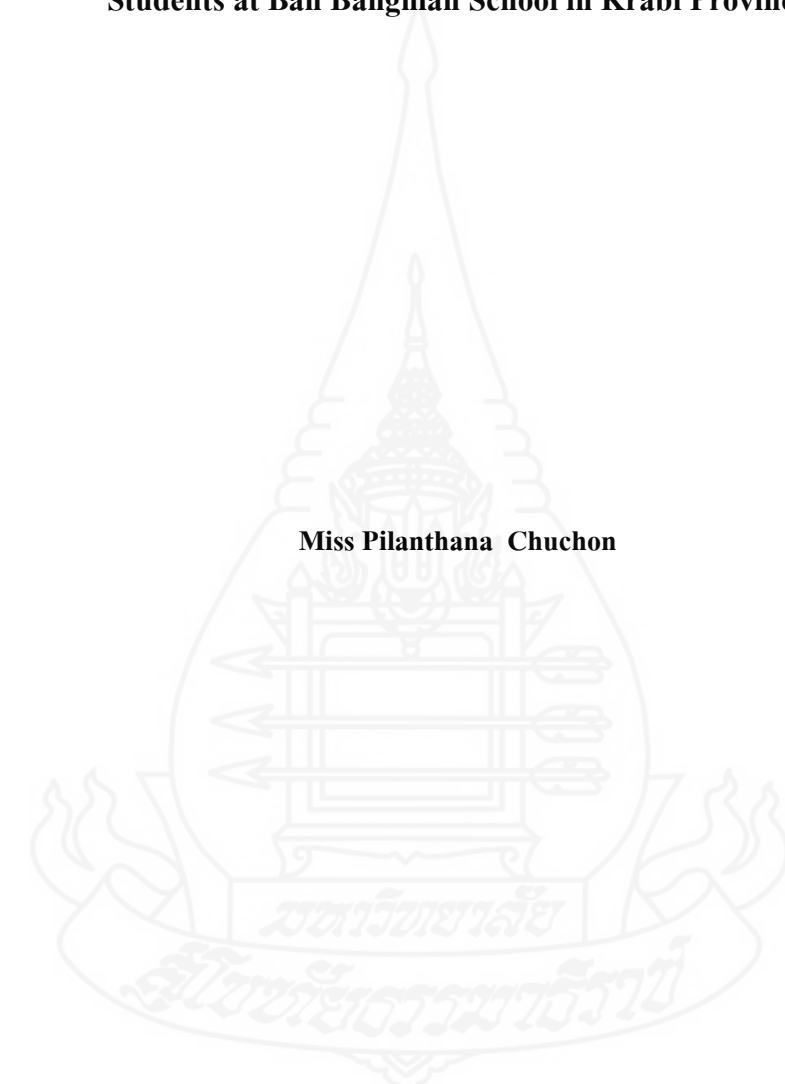 Students at Ban Bangman School in Krabi Provinc
Miss Pilanthana Chuchon
มหาวิทยาลัย
สุโขทัยธรรมาธิราช